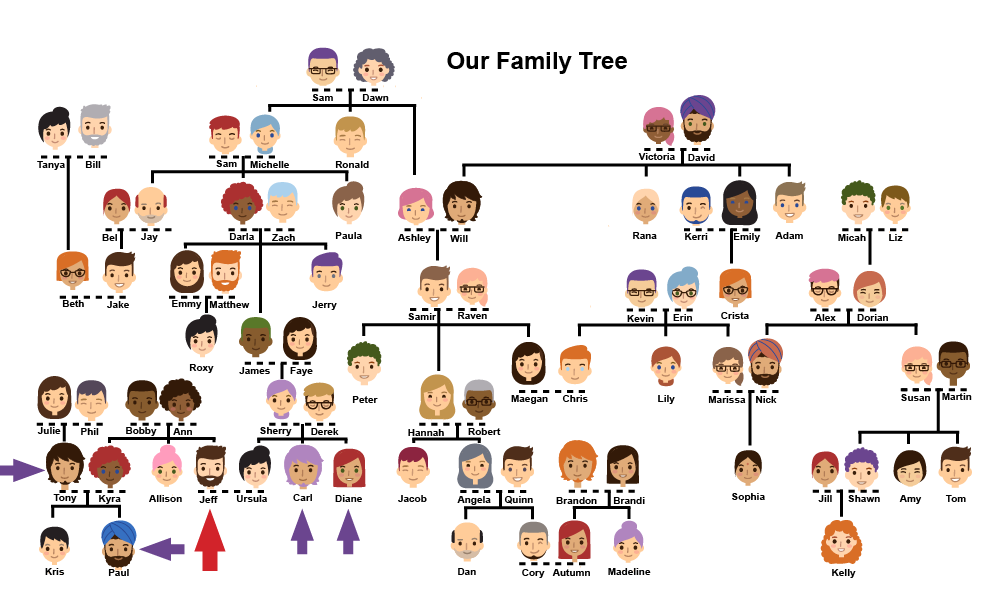 Our Family Tree
Sam Dawn
Tanya Bill
Sam Michelle Ronald
Victoria David
Bel Jay
Darla Zach Paula
Ashley Will
Rana Kerri Emily Adam
Micah Liz
Beth Jake
Emmy Matthew Jerry
Samir Raven
Kevin Erin Crista
Alex Dorian
Roxy James Faye
Peter
Maegan Chris
Lily
Marissa Nick
Susan Martin
Julie Phil
Bobby Ann
Sherry Derek
Hannah Robert
Tony Kyra Allison Jeff Ursula Carl Diane
Jacob Angela Quinn
Brandon Brandi
Sophia
Jill Shawn Amy Tom
Kris Paul
Dan Cory Autumn Madeline
Kelly